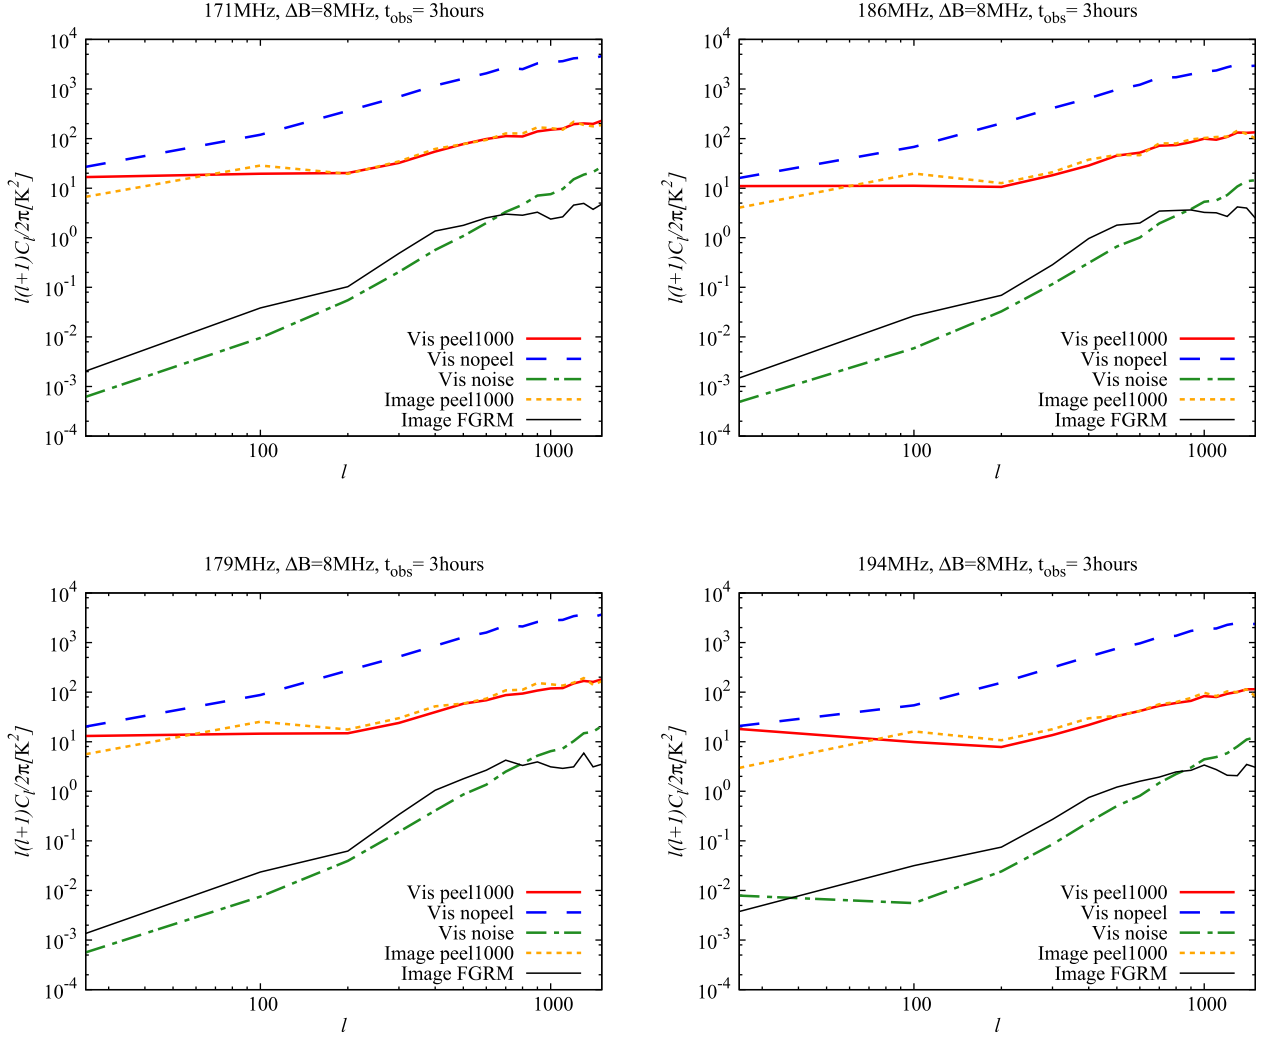 171MHz, ΔB=8MHz, t_obs= 3hours
l(l+1)C_l/2π[K^2]
10^4
10^3
10^2
10^1
10^0
10^-1
10^-2
10^-3
10^-4
Vis peel1000
Vis nopeel
Vis noise
Image peel1000
Image FGRM
100
1000
l
186MHz, ΔB=8MHz, t_obs= 3hours
l(l+1)C_l/2π[K^2]
10^4
10^3
10^2
10^1
10^0
10^-1
10^-2
10^-3
10^-4
Vis peel1000
Vis nopeel
Vis noise
Image peel1000
Image FGRM
100
1000
l
179MHz, ΔB=8MHz, t_obs= 3hours
l(l+1)C_l/2π[K^2]
10^4
10^3
10^2
10^1
10^0
10^-1
10^-2
10^-3
10^-4
Vis peel1000
Vis nopeel
Vis noise
Image peel1000
Image FGRM
100
1000
l
194MHz, ΔB=8MHz, t_obs= 3hours
l(l+1)C_l/2π[K^2]
10^4
10^3
10^2
10^1
10^0
10^-1
10^-2
10^-3
10^-4
Vis peel1000
Vis nopeel
Vis noise
Image peel1000
Image FGRM
100
1000
l